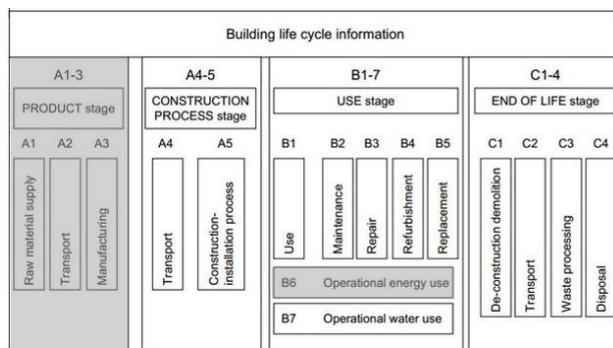 Building life cycle information
A1-3
PRODUCT stage
A1 A2 A3
Raw material supply
Transport
Manufacturing
A4-5
CONSTRUCTION
PROCESS stage
A4 A5
Transport
Construction-
installation process
B1-7
USE stage
B1 B2 B3 B4 B5
Use
Maintenance
Repair
Refurbishment
Replacement
B6 Operational energy use
B7 Operational water use
C1-4
END OF LIFE stage
C1 C2 C3 C4
De-construction demolition
Transport
Waste processing
Disposal